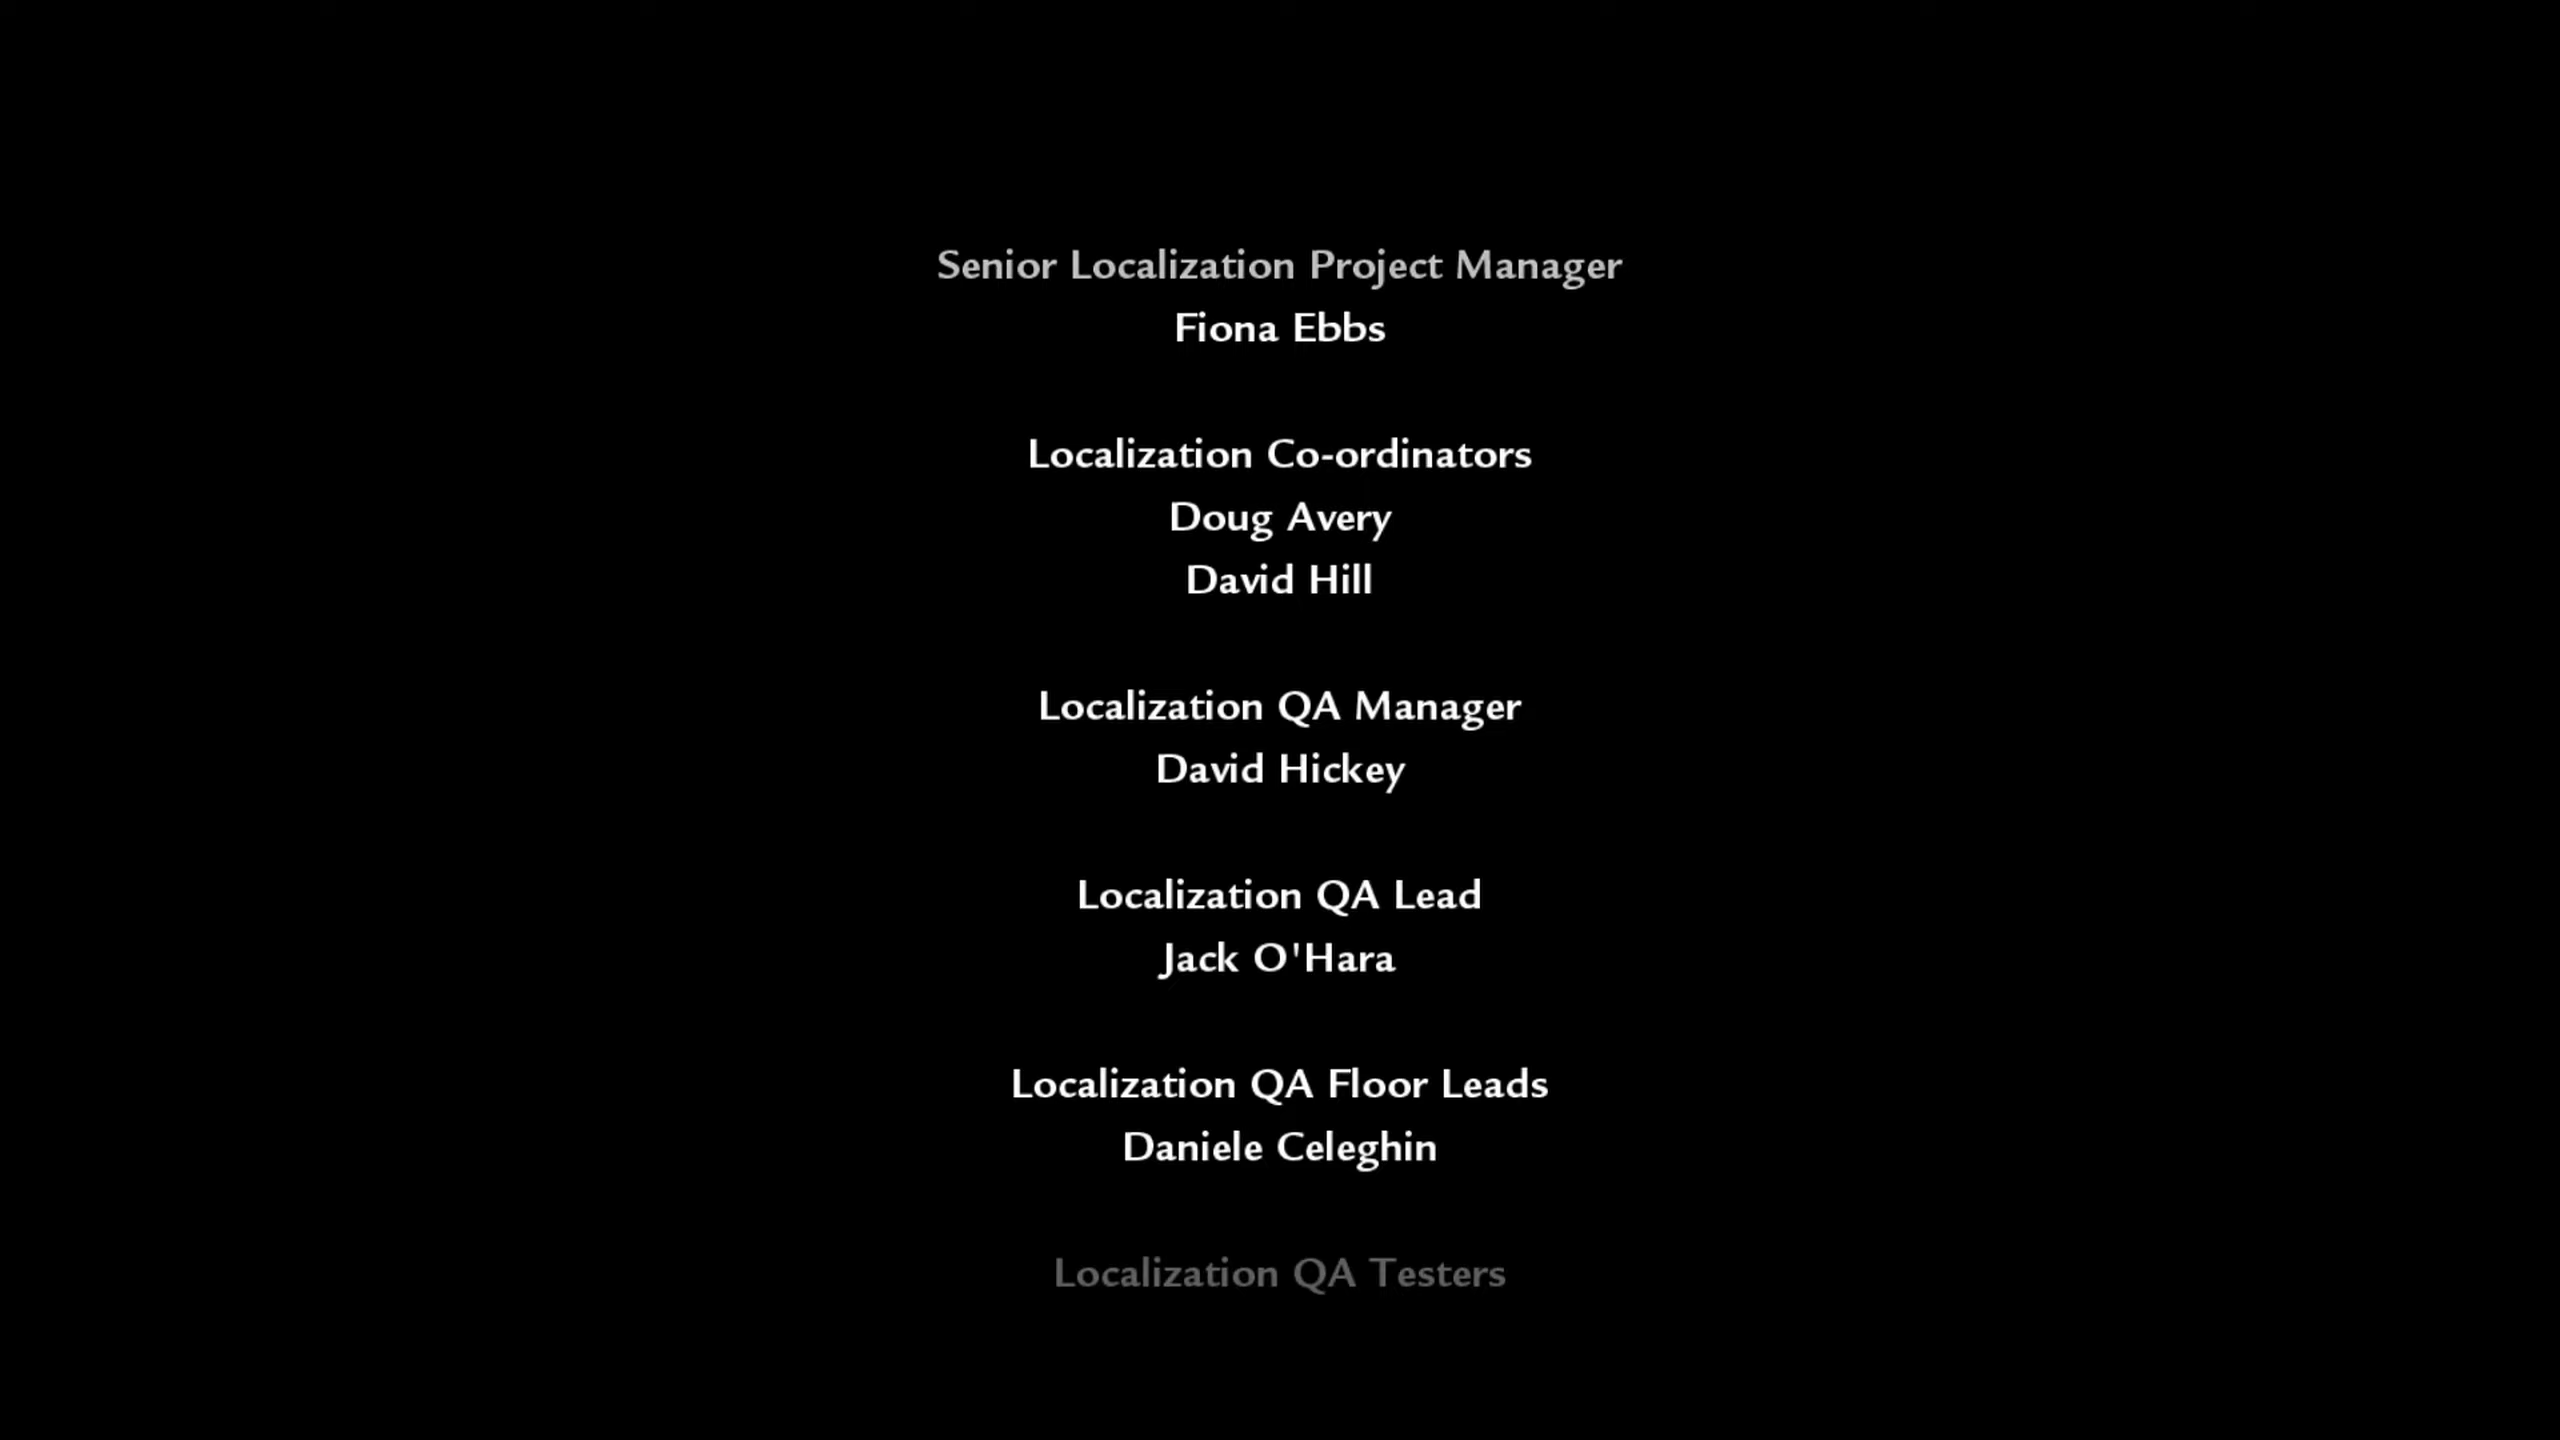 Senior Localization Project Manager
Fiona Ebbs
Localization Co-ordinators
Doug Avery
David Hill
Localization QA Manager
David Hickey
Localization QA Lead
Jack O'Hara
Localization QA Floor Leads
Daniele Celeghin
Localization QA Testers